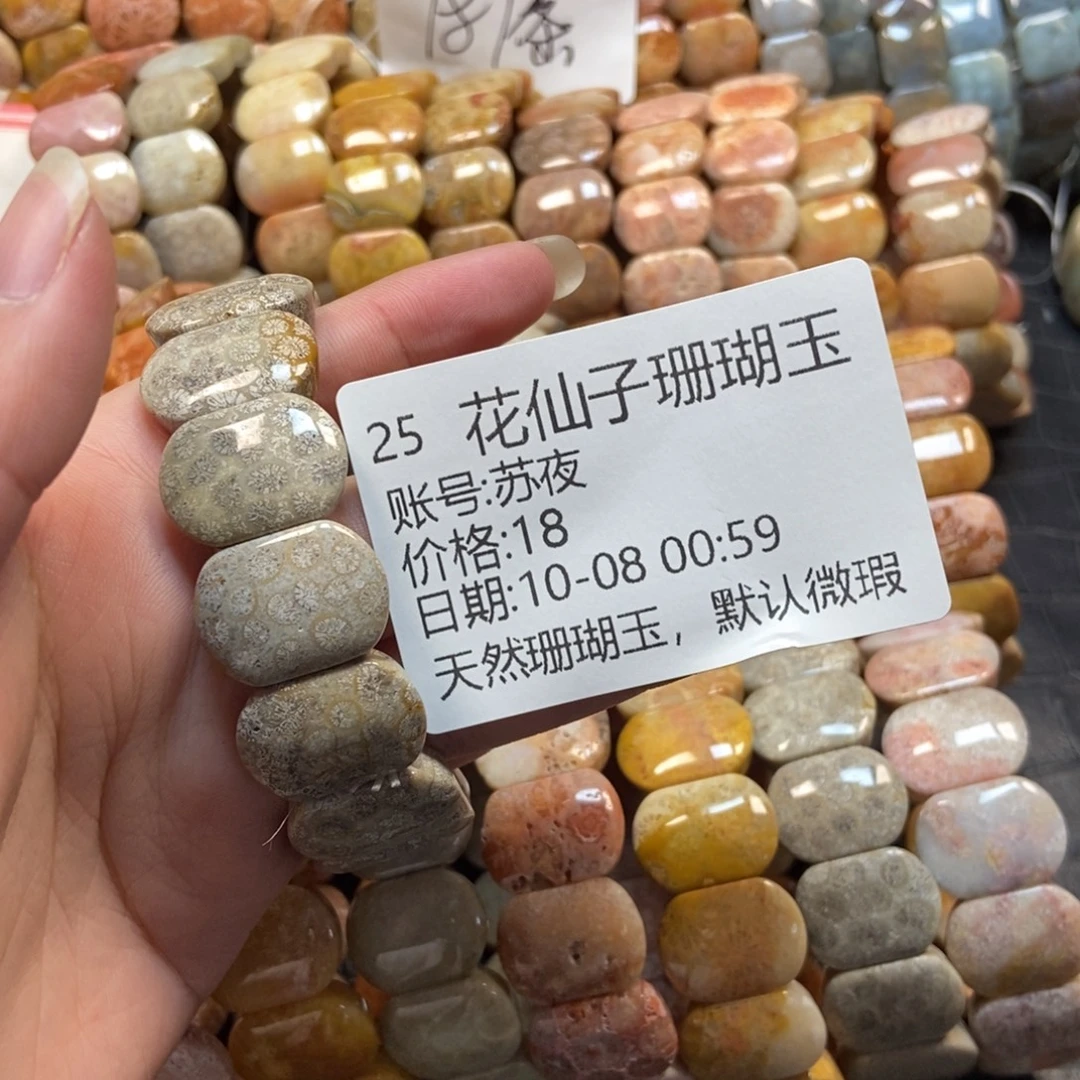 25 花仙子珊瑚玉
账号:苏夜
价格:18
日期:10-08 00:59
天然珊瑚玉，默认微瑕